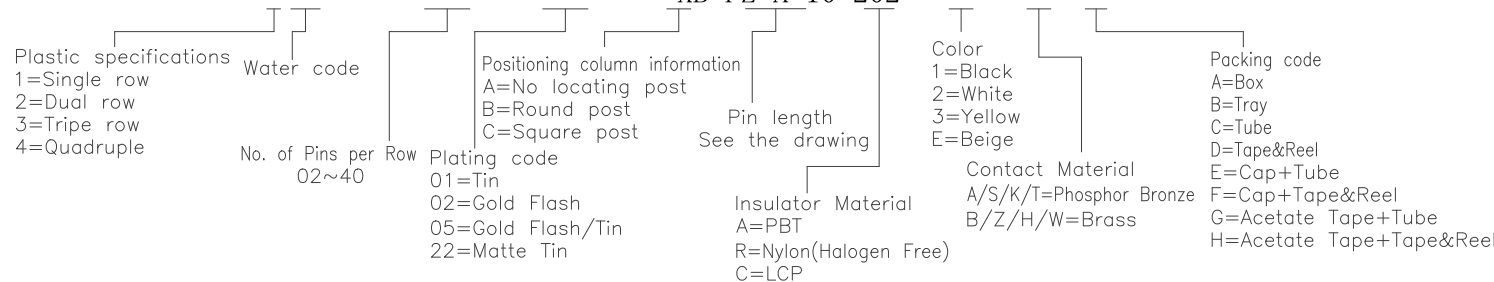 Plastic specifications
1=Single row
2=Dual row
3=Tripe row
4=Quadruple
Water code
No. of Pins per Row
02~40
Plating code
01=Tin
02=Gold Flash
05=Gold Flash/Tin
22=Matte Tin
Positioning column information
A=No locating post
B=Round post
C=Square post
Pin length
See the drawing
Insulator Material
A=PBT
R=Nylon(Halogen Free)
C=LCP
Color
1=Black
2=White
3=Yellow
E=Beige
Contact Material
A/S/K/T=Phosphor Bronze
B/Z/H/W=Brass
Packing code
A=Box
B=Tray
C=Tube
D=Tape&Reel
E=Cap+Tube
F=Cap+Tape&Reel
G=Acetate Tape+Tube
H=Acetate Tape+Tape&Reel